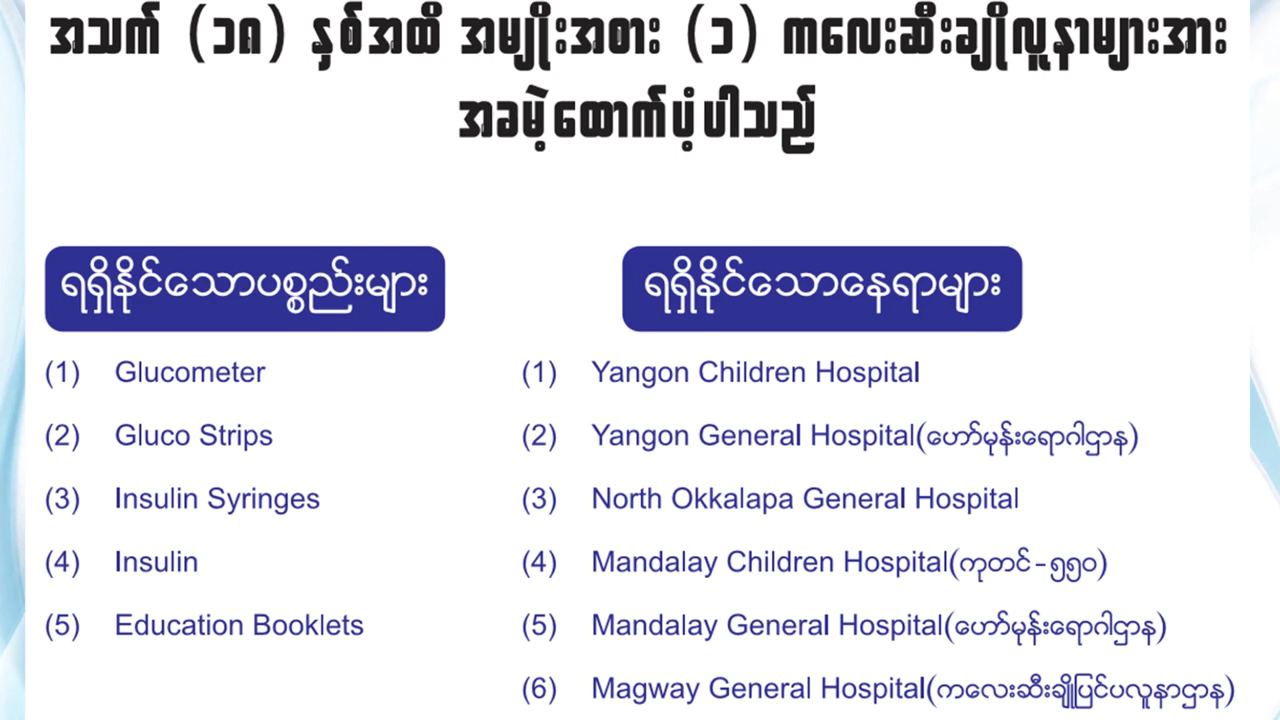 အသက် (၁၈) နှစ်အထိ အမျိုးအစား (၁) ကလေးဆီးချိုလူနာများအား
အခမဲ့ထောက်ပံ့ပါသည်
ရရှိနိုင်သောပစ္စည်းများ
(1) Glucometer
(2) Gluco Strips
(3) Insulin Syringes
(4) Insulin
(5) Education Booklets
ရရှိနိုင်သောနေရာများ
(1) Yangon Children Hospital
(2) Yangon General Hospital(ဟော်မုန်းရောဂါဌာန)
(3) North Okkalapa General Hospital
(4) Mandalay Children Hospital(ကုတင်-၅၅၀)
(5) Mandalay General Hospital(ဟော်မုန်းရောဂါဌာန)
(6) Magway General Hospital(ကလေးဆီးချိုပြင်ပလူနာဌာန)